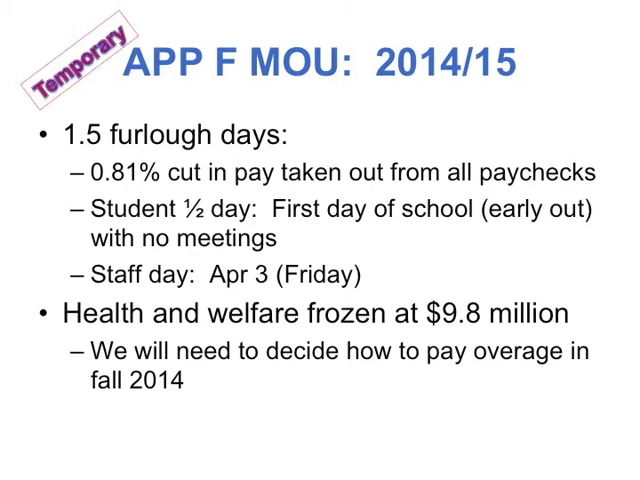 Temporary
APP F MOU: 2014/15
• 1.5 furlough days:
– 0.81% cut in pay taken out from all paychecks
– Student ½ day: First day of school (early out)
with no meetings
– Staff day: Apr 3 (Friday)
• Health and welfare frozen at $9.8 million
– We will need to decide how to pay overage in
fall 2014